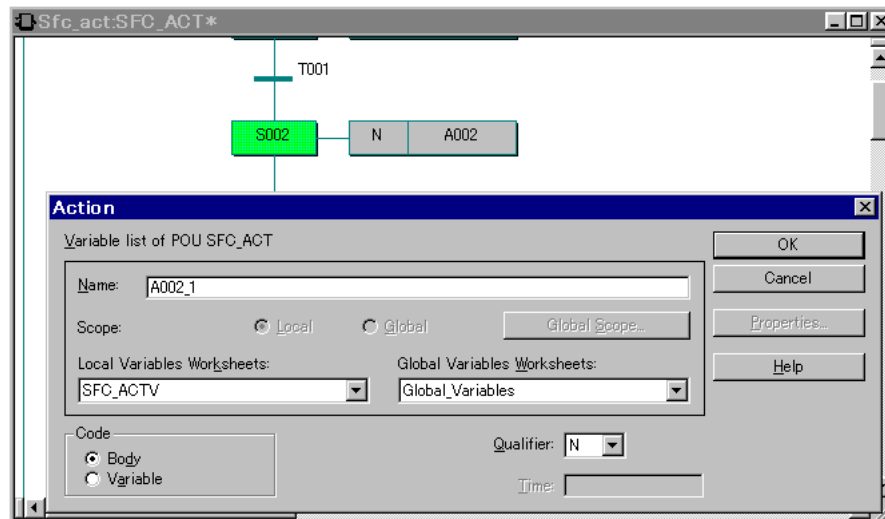 Sfc_act:SFC_ACT*
T001
S002 N A002
Action
Variable list of POU SFC_ACT
OK
Name: A002_1
Cancel
Scope: Local Global Global Scope...
Properties...
Local Variables Worksheets: Global Variables Worksheets:
Help
SFC_ACTV Global_Variables
Code
Body
Qualifier: N
Variable
Time: